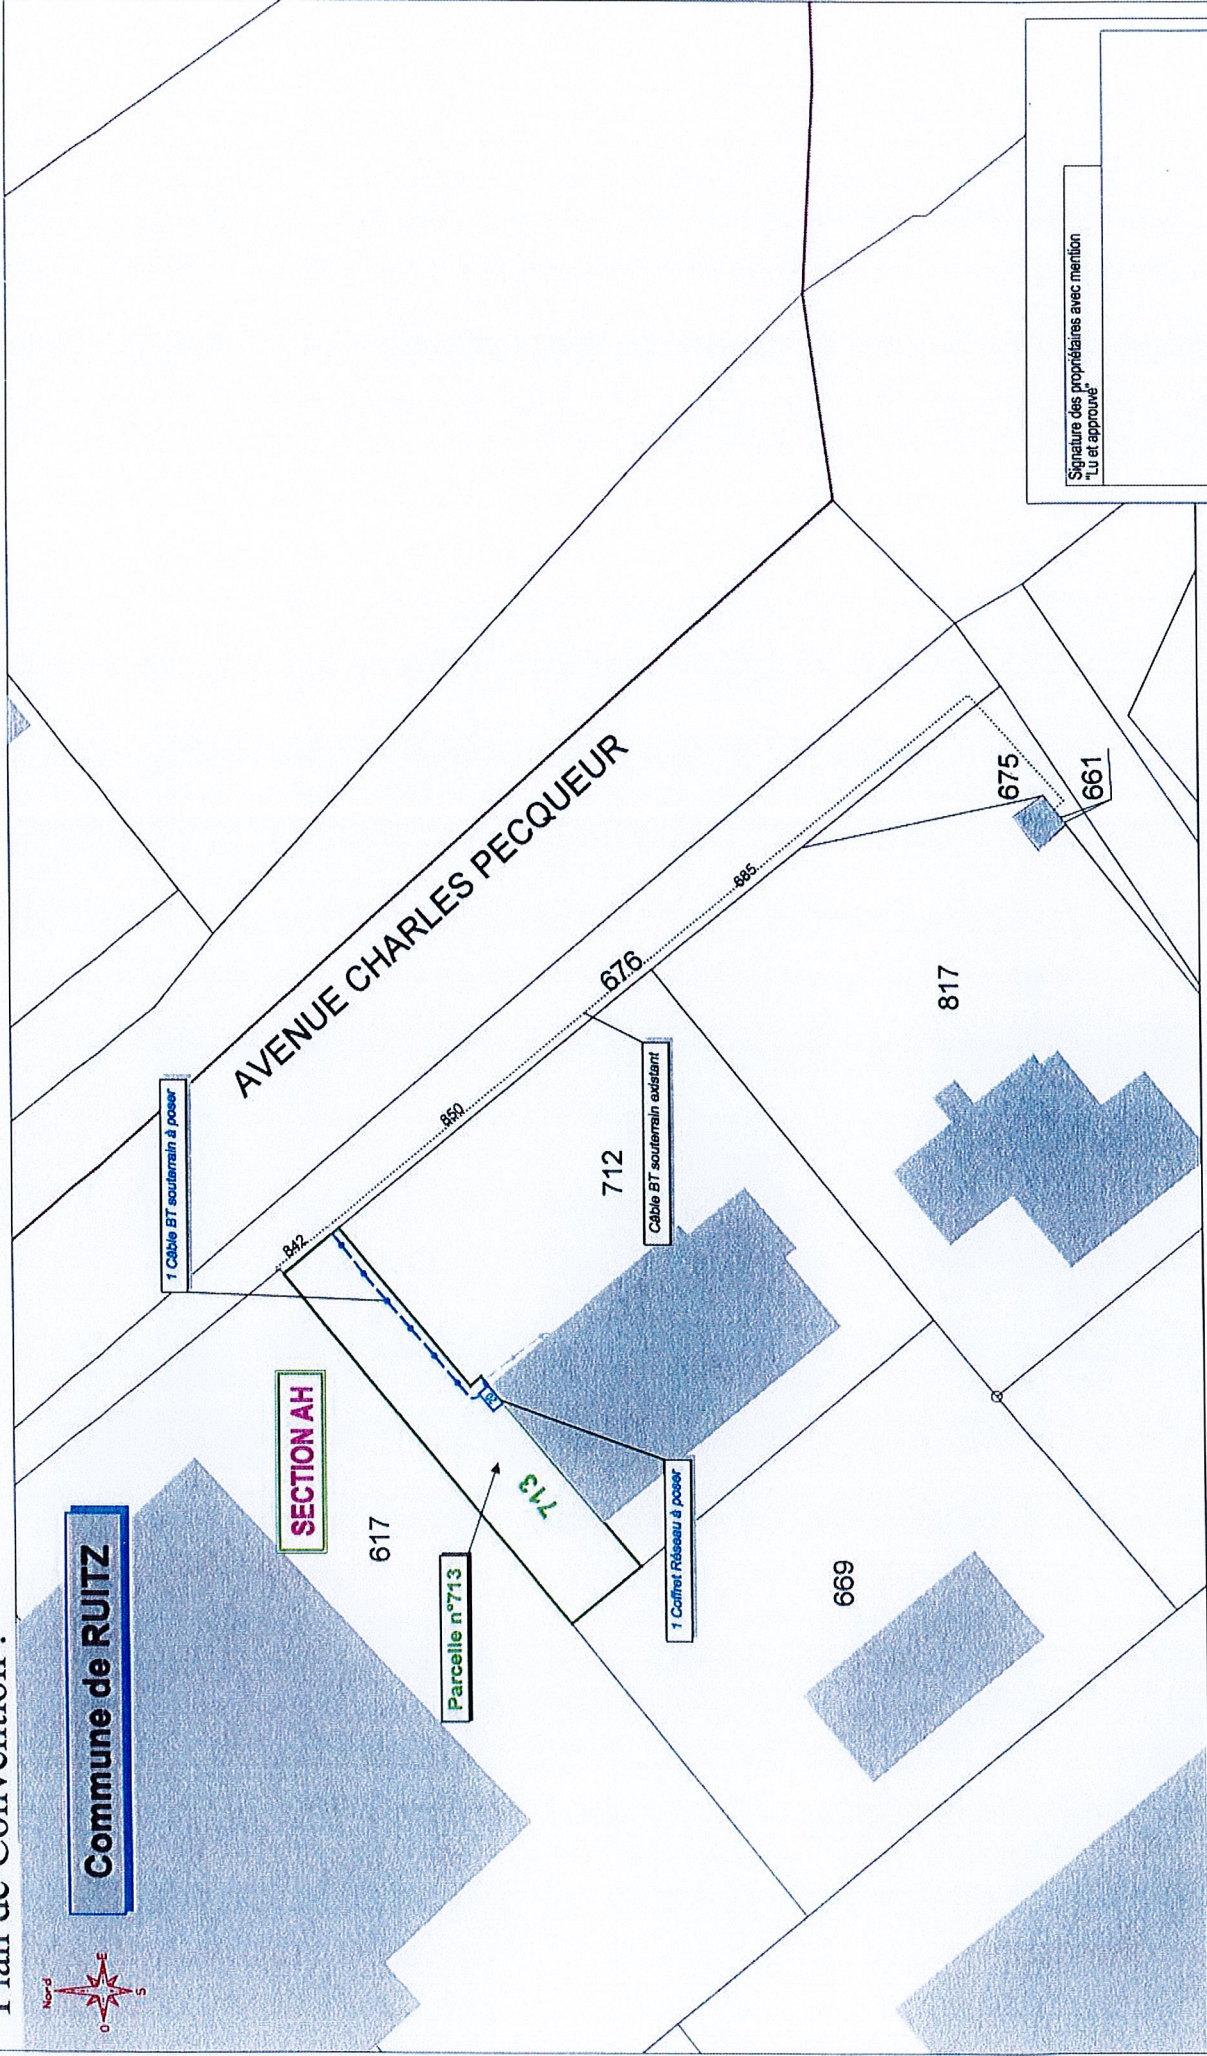 Plan de Convention :
Commune de RUITZ
Nord
O
E
S
SECTION AH
617
Parcelle n°713
713
1 Câble BT souterrain à poser
1 Coffret Réseau à poser
AVENUE CHARLES PECQUEUR
842
850
676
685
712
Câble BT souterrain existant
669
817
675
661
Signature des propriétaires avec mention
"Lu et approuvé"